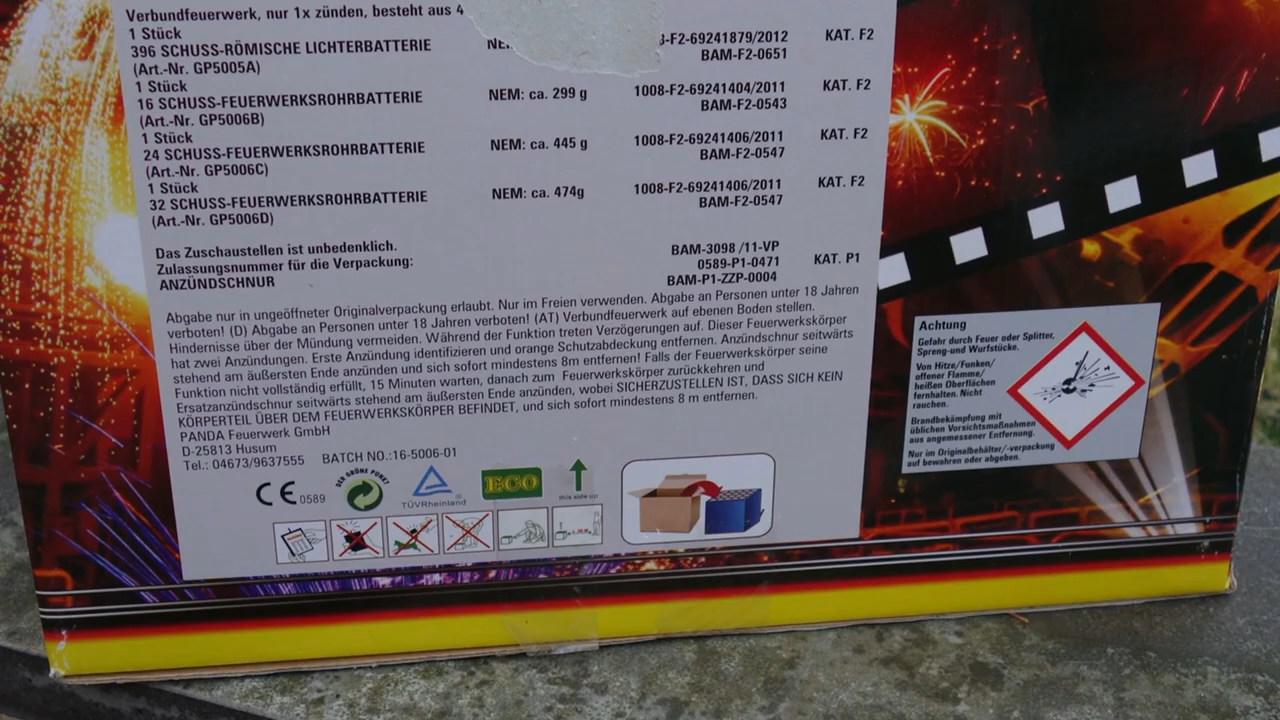 Verbundfeuerwerk, nur 1x zünden, besteht aus 4
1 Stück
396 SCHUSS-RÖMISCHE LICHTERBATTERIE -F2-69241879/2012 KAT. F2
(Art.-Nr. GP5005A) BAM-F2-0651
1 Stück
16 SCHUSS-FEUERWERKSROHRBATTERIE NEM: ca. 299 g 1008-F2-69241404/2011 KAT. F2
(Art.-Nr. GP5006B) BAM-F2-0543
1 Stück
24 SCHUSS-FEUERWERKSROHRBATTERIE NEM: ca. 445 g 1008-F2-69241406/2011 KAT. F2
(Art.-Nr. GP5006C) BAM-F2-0547
1 Stück
32 SCHUSS-FEUERWERKSROHRBATTERIE NEM: ca. 474g 1008-F2-69241406/2011 KAT. F2
(Art.-Nr. GP5006D) BAM-F2-0547
Das Zuschaustellen ist unbedenklich.
Zulassungsnummer für die Verpackung: BAM-3098 /11-VP
ANZÜNDSCHNUR 0589-P1-0471 KAT. P1
BAM-P1-ZZP-0004
Abgabe nur in ungeöffneter Originalverpackung erlaubt. Nur im Freien verwenden. Abgabe an Personen unter 18 Jahren
verboten! (D) Abgabe an Personen unter 18 Jahren verboten! (AT) Verbundfeuerwerk auf ebenen Boden stellen.
Hindernisse über der Mündung vermeiden. Während der Funktion treten Verzögerungen auf. Dieser Feuerwerkskörper
hat zwei Anzündungen. Erste Anzündung identifizieren und orange Schutzabdeckung entfernen. Anzündschnur seitwärts
stehend am äußersten Ende anzünden und sich sofort mindestens 8m entfernen! Falls der Feuerwerkskörper seine
Funktion nicht vollständig erfüllt, 15 Minuten warten, danach zum Feuerwerkskörper zurückkehren und
Ersatzanzündschnur seitwärts stehend am äußersten Ende anzünden, wobei SICHERZUSTELLEN IST, DASS SICH KEIN
KÖRPERTEIL ÜBER DEM FEUERWERKSKÖRPER BEFINDET, und sich sofort mindestens 8 m entfernen.
PANDA Feuerwerk GmbH
D-25813 Husum
Tel.: 04673/9637555 BATCH NO.:16-5006-01
CE 0589
DER GRÜNE PUNKT
TÜVRheinland ®
ECO
this side up
Achtung
Gefahr durch Feuer oder Splitter,
Spreng-und Wurfstücke.
Von Hitze/Funken/
offener Flamme/
heißen Oberflächen
fernhalten. Nicht
rauchen.
Brandbekämpfung mit
üblichen Vorsichtsmaßnahmen
aus angemessener Entfernung.
Nur im Originalbehälter/-verpackung
auf bewahren oder abgeben.